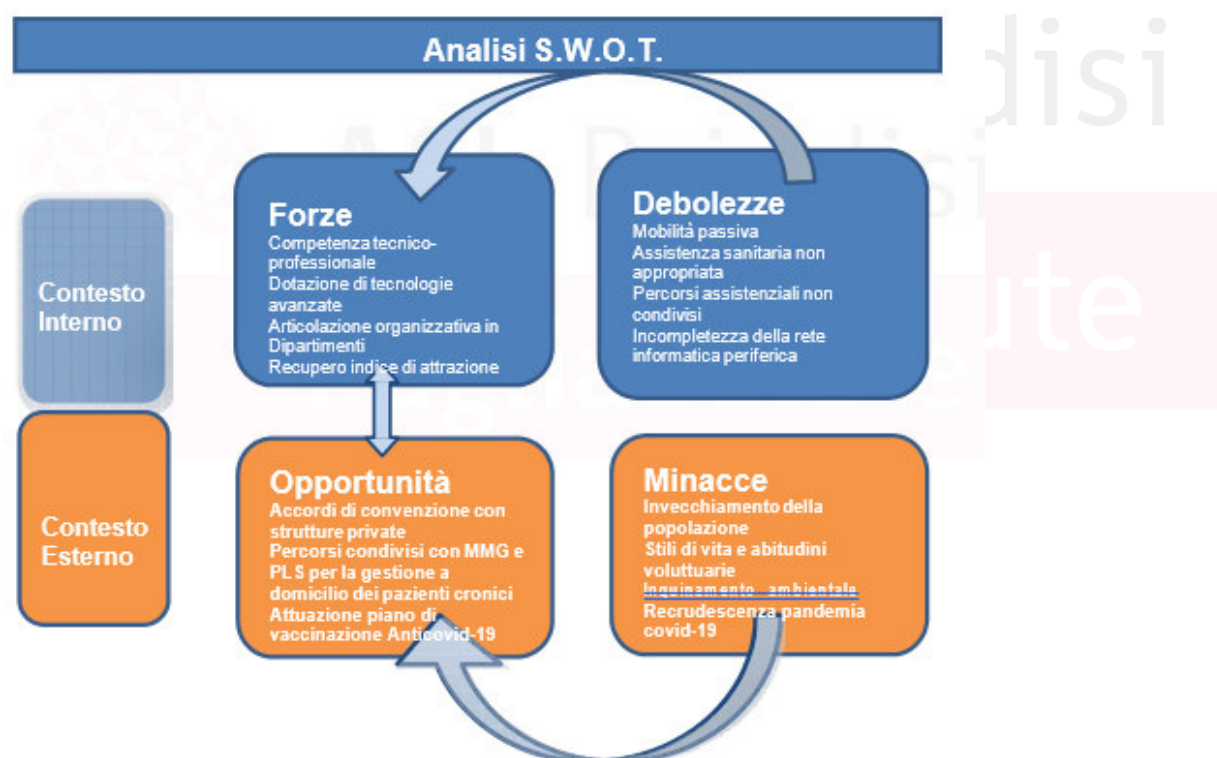 Analisi S.W.O.T.
disi
ute
Contesto
Interno
Forze
Competenza tecnico-
professionale
Dotazione di tecnologie
avanzate
Articolazione organizzativa in
Dipartimenti
Recupero indice di attrazione
Debolezze
Mobilità passiva
Assistenza sanitaria non
appropriata
Percorsi assistenziali non
condivisi
Incompletezza della rete
informatica periferica
Contesto
Esterno
Opportunità
Accordi di convenzione con
strutture private
Percorsi condivisi con MMG e
PLS per la gestione a
domicilio dei pazienti cronici
Attuazione piano di
vaccinazione Anticovid-19
Minacce
Invecchiamento della
popolazione
Stili di vita e abitudini
voluttuarie
Inquinamento ambientale
Recrudescenza pandemia
covid-19